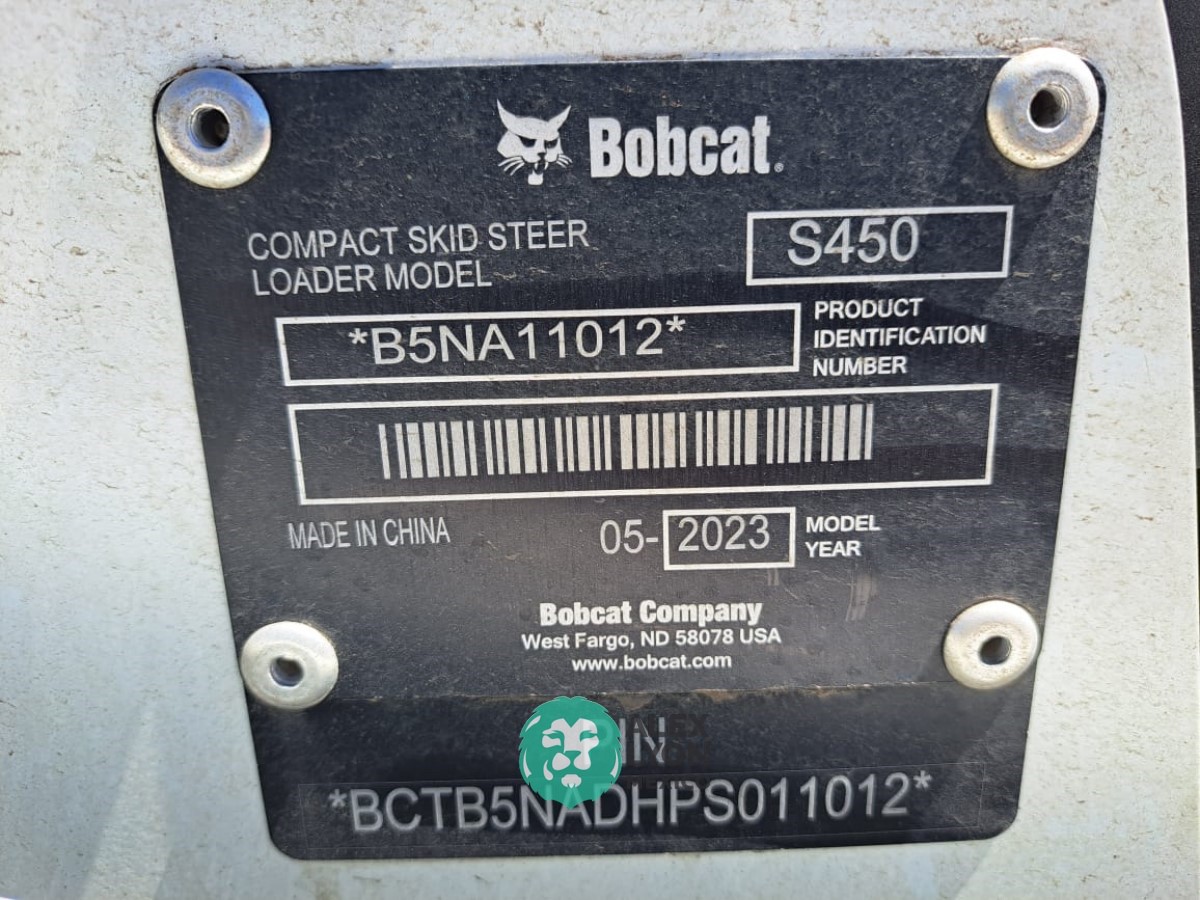 Bobcat.
COMPACT SKID STEER
LOADER MODEL
S450
*B5NA11012*
PRODUCT
IDENTIFICATION
NUMBER
MADE IN CHINA
05-2023
MODEL
YEAR
Bobcat Company
West Fargo, ND 58078 USA
www.bobcat.com
PIN
*BCTB5NADHPS011012*